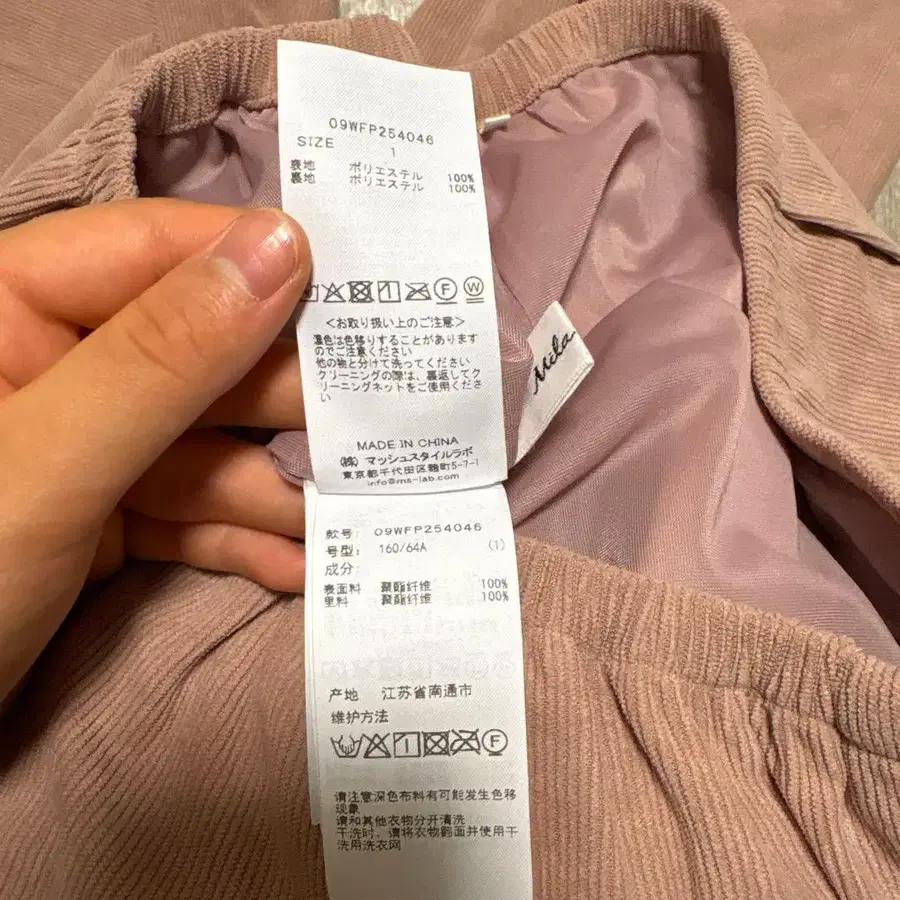 09WFP254046
SIZE 1
表地 ポリエステル 100%
裏地 ポリエステル 100%
<お取り扱い上のご注意>
濃色は色移りすることがあります
のでご注意ください
他の物と分けて洗ってください
クリーニングの際は、裏返してク
リーニングネットをご使用くださ
い
MADE IN CHINA
(株) マッシュスタイルラボ
東京都千代田区麹町5-7-1
info@ms-lab.com
Mila
款号: 09WFP254046
号型: 160/64A (1)
成分:
表面料 聚酯纤维 100%
里料 聚酯纤维 100%
产地 江苏省南通市
维护方法
请注意深色布料有可能发生色移
现象
请和其他衣物分开清洗
干洗时, 请将衣物翻面并使用干
洗用洗衣网